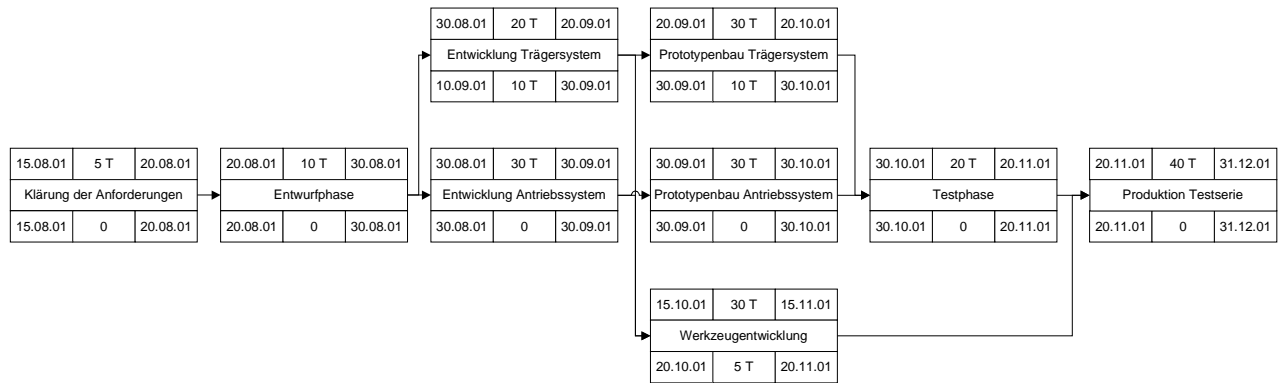 30.08.01 20 T 20.09.01
Entwicklung Trägersystem
10.09.01 10 T 30.09.01
20.09.01 30 T 20.10.01
Prototypenbau Trägersystem
30.09.01 10 T 30.10.01
15.08.01 5 T 20.08.01
Klärung der Anforderungen
15.08.01 0 20.08.01
20.08.01 10 T 30.08.01
Entwurfphase
20.08.01 0 30.08.01
30.08.01 30 T 30.09.01
Entwicklung Antriebssystem
30.08.01 0 30.09.01
30.09.01 30 T 30.10.01
Prototypenbau Antriebssystem
30.09.01 0 30.10.01
30.10.01 20 T 20.11.01
Testphase
30.10.01 0 20.11.01
20.11.01 40 T 31.12.01
Produktion Testserie
20.11.01 0 31.12.01
15.10.01 30 T 15.11.01
Werkzeugentwicklung
20.10.01 5 T 20.11.01